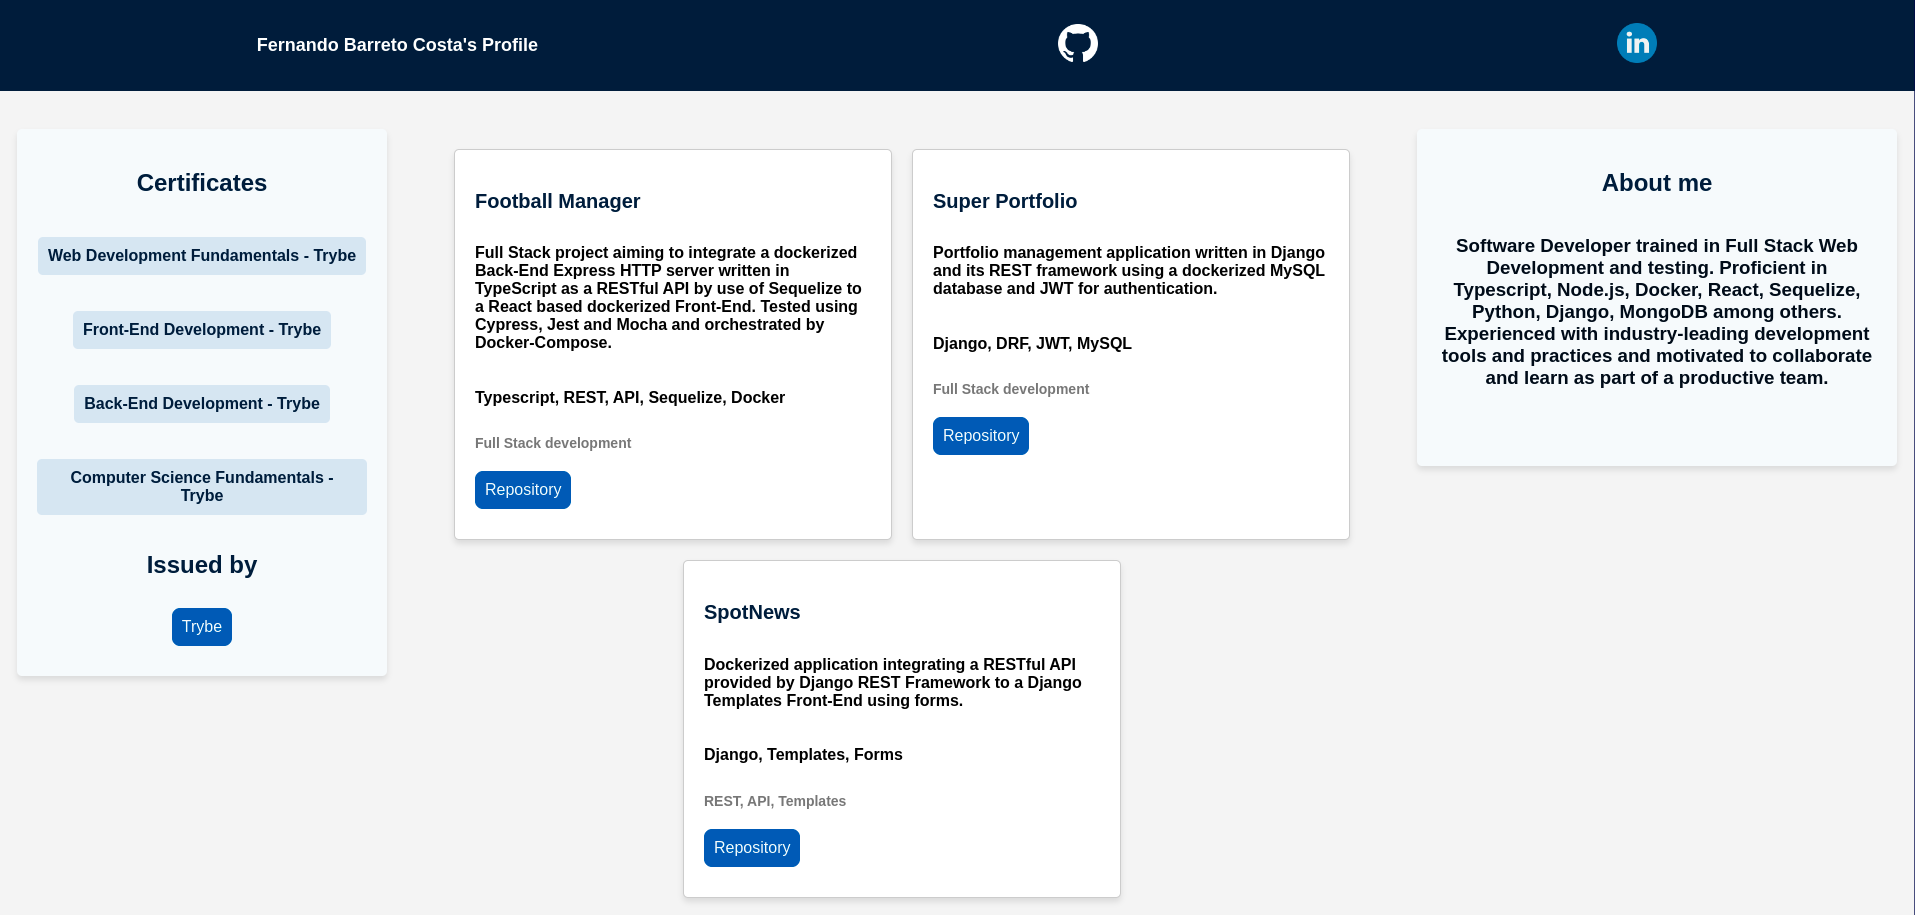 Fernando Barreto Costa's Profile
in
Certificates
Web Development Fundamentals - Trybe
Front-End Development - Trybe
Back-End Development - Trybe
Computer Science Fundamentals -
Trybe
Issued by
Trybe
Football Manager
Full Stack project aiming to integrate a dockerized
Back-End Express HTTP server written in
TypeScript as a RESTful API by use of Sequelize to
a React based dockerized Front-End. Tested using
Cypress, Jest and Mocha and orchestrated by
Docker-Compose.
Typescript, REST, API, Sequelize, Docker
Full Stack development
Repository
Super Portfolio
Portfolio management application written in Django
and its REST framework using a dockerized MySQL
database and JWT for authentication.
Django, DRF, JWT, MySQL
Full Stack development
Repository
SpotNews
Dockerized application integrating a RESTful API
provided by Django REST Framework to a Django
Templates Front-End using forms.
Django, Templates, Forms
REST, API, Templates
Repository
About me
Software Developer trained in Full Stack Web
Development and testing. Proficient in
Typescript, Node.js, Docker, React, Sequelize,
Python, Django, MongoDB among others.
Experienced with industry-leading development
tools and practices and motivated to collaborate
and learn as part of a productive team.